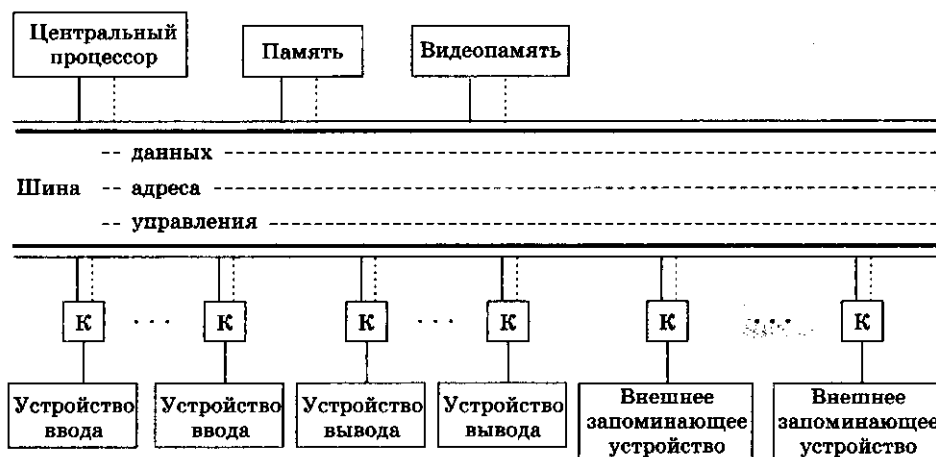 Центральный
процессор
Память
Видеопамять
данных
Шина
адреса
управления
К
К
К
К
К
К
Устройство
ввода
Устройство
ввода
Устройство
вывода
Устройство
вывода
Внешнее
запоминающее
устройство
Внешнее
запоминающее
устройство